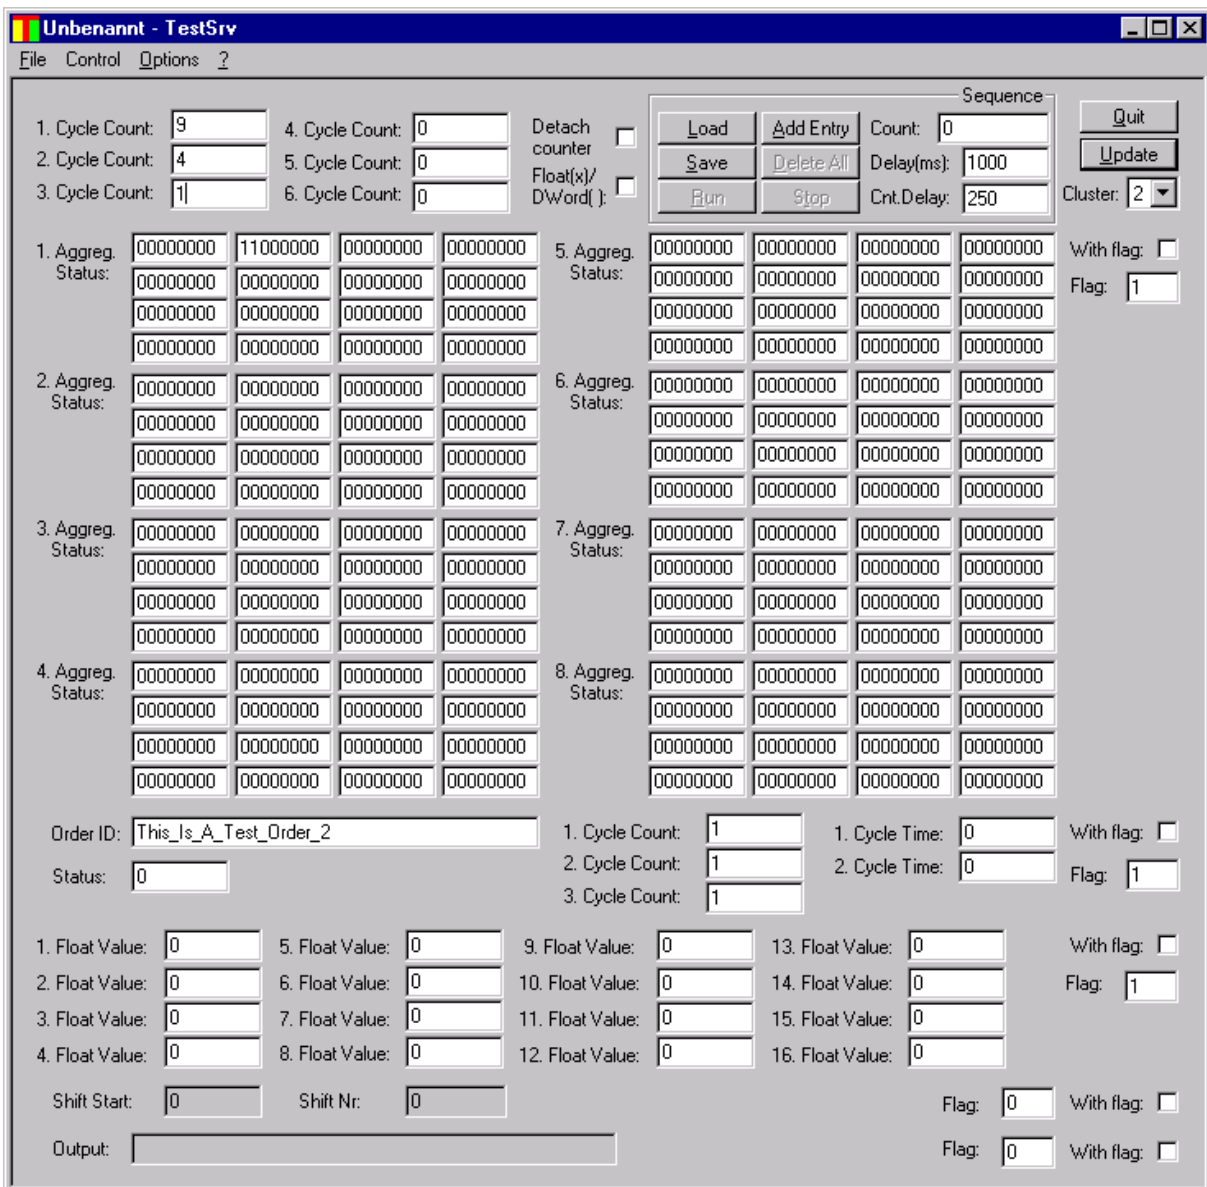 Unbenannt - TestSrv
File Control Options ?
Sequence
1. Cycle Count: 9 4. Cycle Count: 0 Detach counter Load Add Entry Count: 0 Quit
2. Cycle Count: 4 5. Cycle Count: 0 Float(x)/ DWord( ): Save Delete All Delay(ms): 1000 Update
3. Cycle Count: 1 6. Cycle Count: 0 Run Stop Cnt.Delay: 250 Cluster: 2
1. Aggreg. Status: 00000000 11000000 00000000 00000000 5. Aggreg. Status: 00000000 00000000 00000000 00000000 With flag:
00000000 00000000 00000000 00000000 00000000 00000000 00000000 00000000 Flag: 1
00000000 00000000 00000000 00000000 00000000 00000000 00000000 00000000
00000000 00000000 00000000 00000000 00000000 00000000 00000000 00000000
2. Aggreg. Status: 00000000 00000000 00000000 00000000 6. Aggreg. Status: 00000000 00000000 00000000 00000000
00000000 00000000 00000000 00000000 00000000 00000000 00000000 00000000
00000000 00000000 00000000 00000000 00000000 00000000 00000000 00000000
00000000 00000000 00000000 00000000 00000000 00000000 00000000 00000000
3. Aggreg. Status: 00000000 00000000 00000000 00000000 7. Aggreg. Status: 00000000 00000000 00000000 00000000
00000000 00000000 00000000 00000000 00000000 00000000 00000000 00000000
00000000 00000000 00000000 00000000 00000000 00000000 00000000 00000000
00000000 00000000 00000000 00000000 00000000 00000000 00000000 00000000
4. Aggreg. Status: 00000000 00000000 00000000 00000000 8. Aggreg. Status: 00000000 00000000 00000000 00000000
00000000 00000000 00000000 00000000 00000000 00000000 00000000 00000000
00000000 00000000 00000000 00000000 00000000 00000000 00000000 00000000
00000000 00000000 00000000 00000000 00000000 00000000 00000000 00000000
Order ID: This_Is_A_Test_Order_2 1. Cycle Count: 1 1. Cycle Time: 0 With flag:
Status: 0 2. Cycle Count: 1 2. Cycle Time: 0 Flag: 1
3. Cycle Count: 1
1. Float Value: 0 5. Float Value: 0 9. Float Value: 0 13. Float Value: 0 With flag:
2. Float Value: 0 6. Float Value: 0 10. Float Value: 0 14. Float Value: 0 Flag: 1
3. Float Value: 0 7. Float Value: 0 11. Float Value: 0 15. Float Value: 0
4. Float Value: 0 8. Float Value: 0 12. Float Value: 0 16. Float Value: 0
Shift Start: 0 Shift Nr: 0 Flag: 0 With flag:
Output: Flag: 0 With flag: